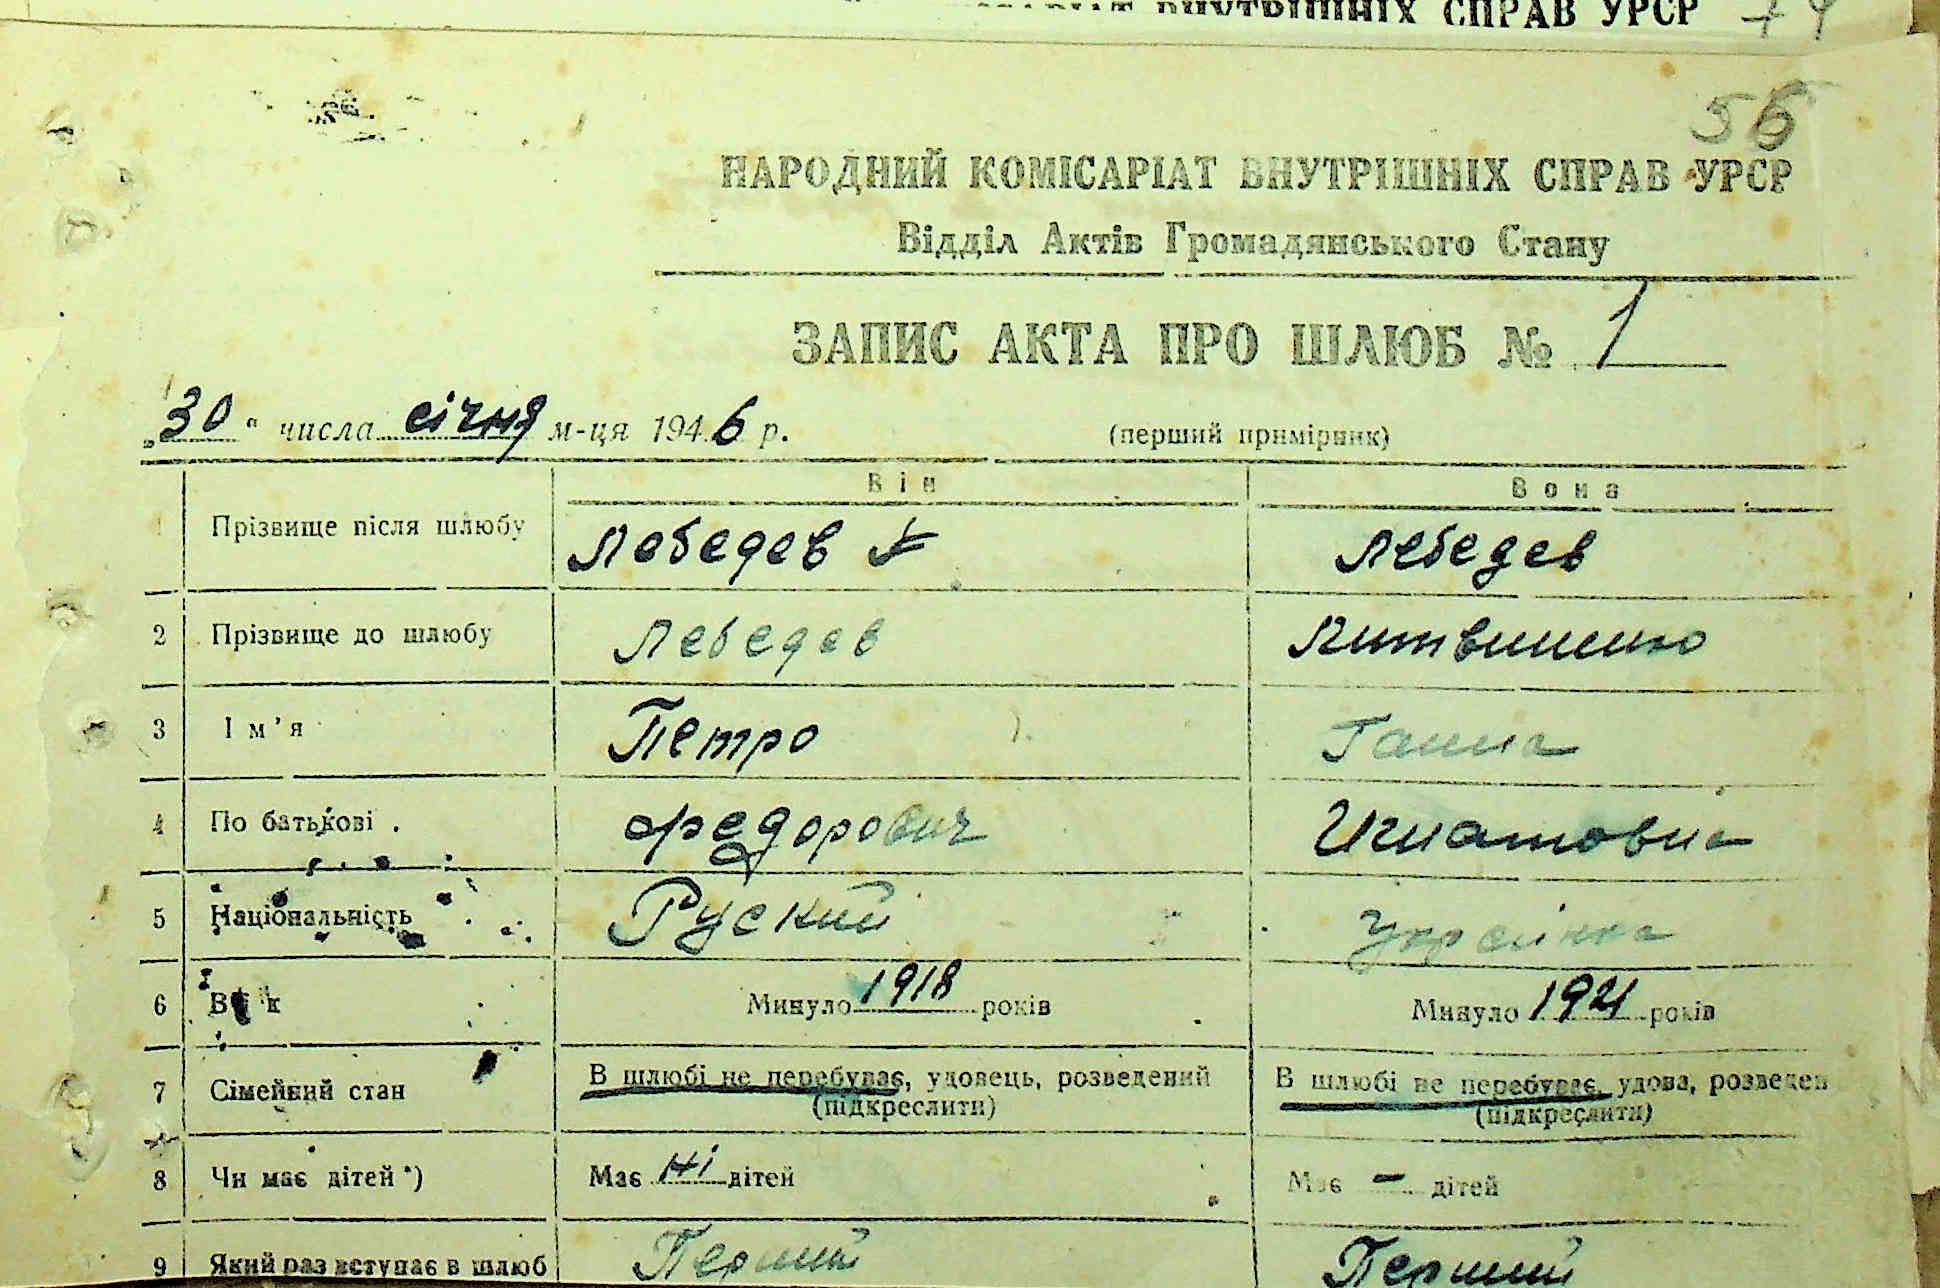 ВНУТРІШНІХ СПРАВ УРСР 74
56
НАРОДНИЙ КОМІСАРІАТ ВНУТРІШНІХ СПРАВ УРСР
Відділ Актів Громадянського Стану
ЗАПИС АКТА ПРО ШЛЮБ № 1
„30" числа січня м-ця 1946 р. (перший примірник)
Він Вона
1 Прізвище після шлюбу Лебедев Лебедев
2 Прізвище до шлюбу Лебедев Литвиненко
3 Ім'я Петро Ганна
4 По батькові Федорович Игнатовна
5 Національність Руский Українка
6 Вік Минуло 1918 років Минуло 1921 років
7 Сімейний стан В шлюбі не перебуває, удовець, розведений В шлюбі не перебуває, удова, розведен
(підкреслити) (підкреслити)
8 Чи має дітей*) Має ні дітей Має – дітей
9 Який раз вступає в шлюб Перший Перший